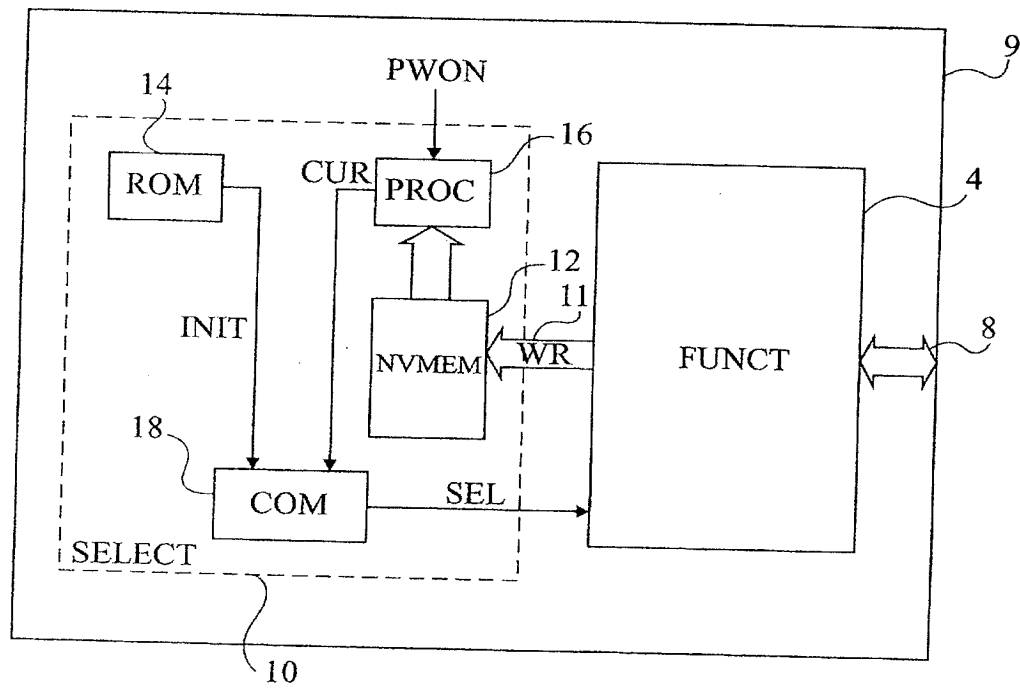 9
PWON
14
16
ROM
CUR
PROC
4
12
11
INIT
NVMEM
WR
FUNCT
8
18
COM
SEL
SELECT
10